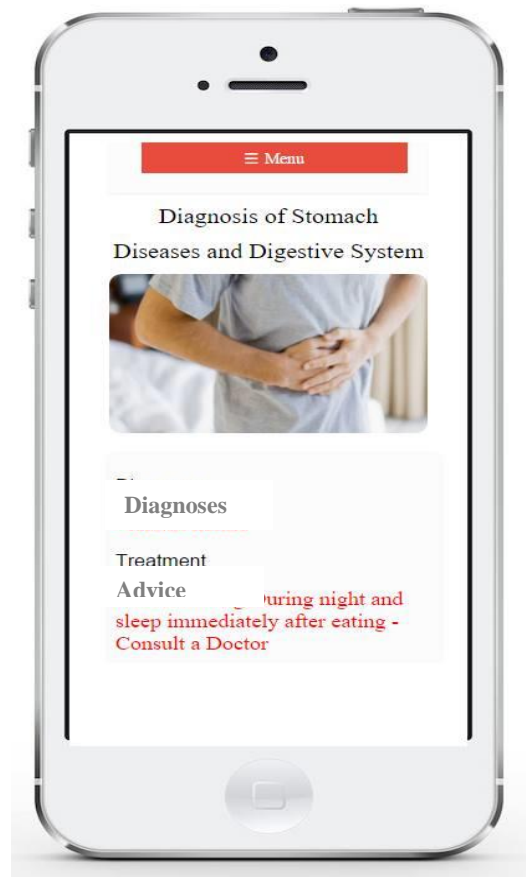 ☰ Menu
Diagnosis of Stomach
Diseases and Digestive System
Diagnoses
Treatment
Advice
During night and
sleep immediately after eating -
Consult a Doctor